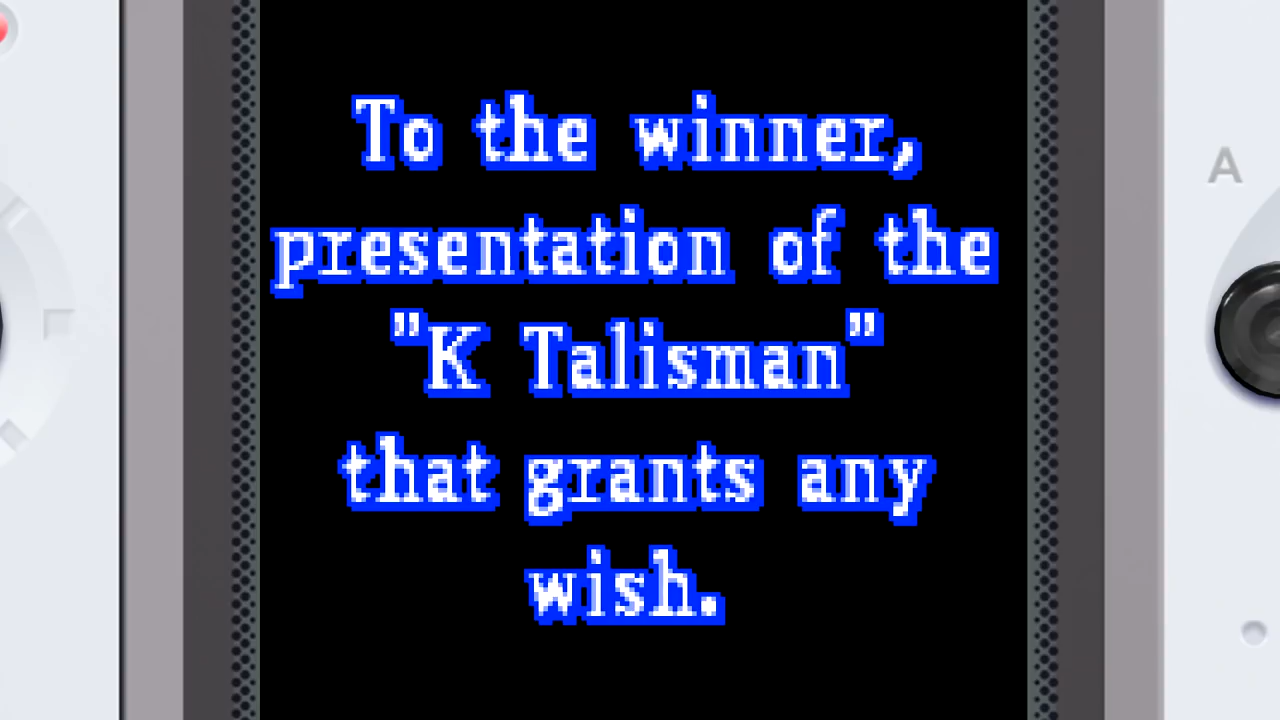 To the winner,
presentation of the
"K Talisman"
that grants any
wish.
A